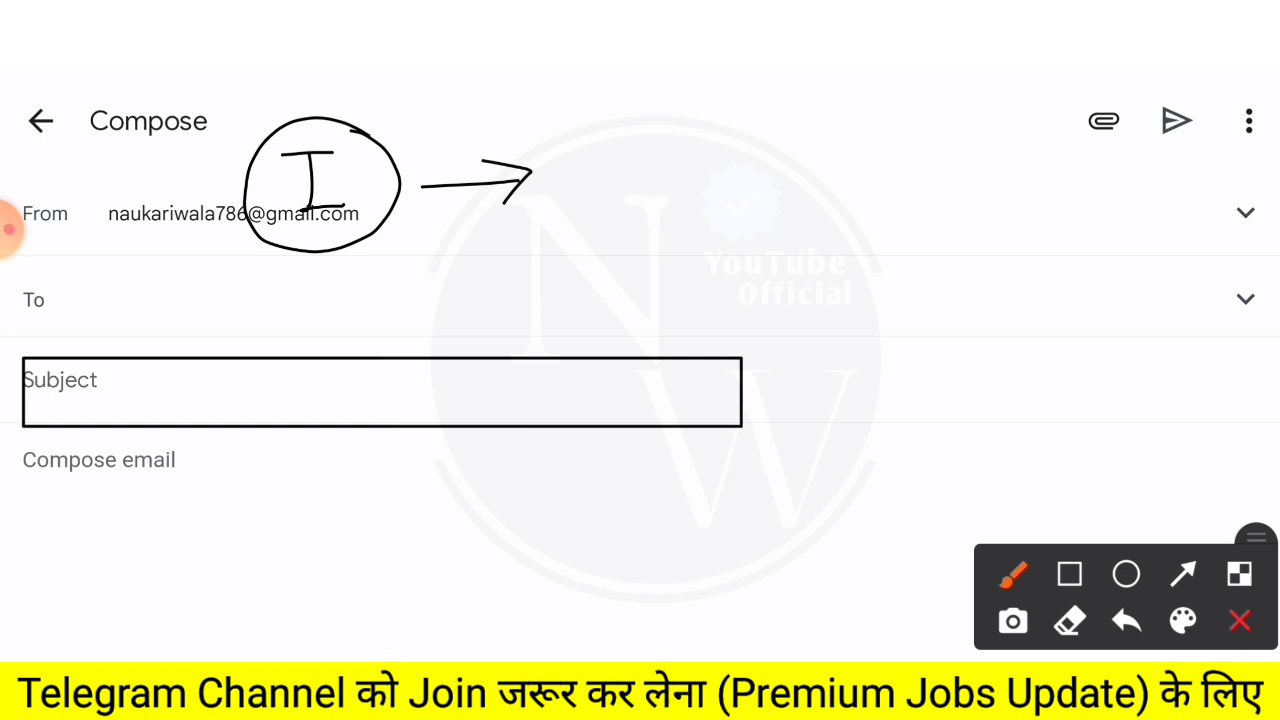 Compose
I
From naukariwala786@gmail.com
To
Subject
Compose email
NW
YouTube
Official
Telegram Channel को Join जरूर कर लेना (Premium Jobs Update) के लिए